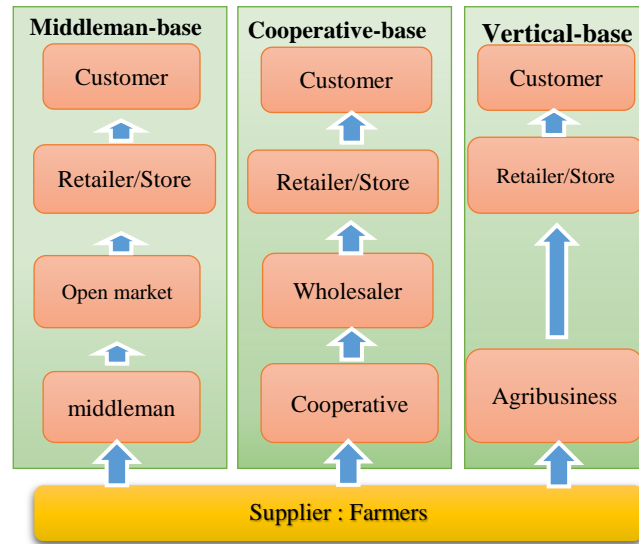 Middleman-base
Customer
Retailer/Store
Open market
middleman
Cooperative-base
Customer
Retailer/Store
Wholesaler
Cooperative
Vertical-base
Customer
Retailer/Store
Agribusiness
Supplier : Farmers